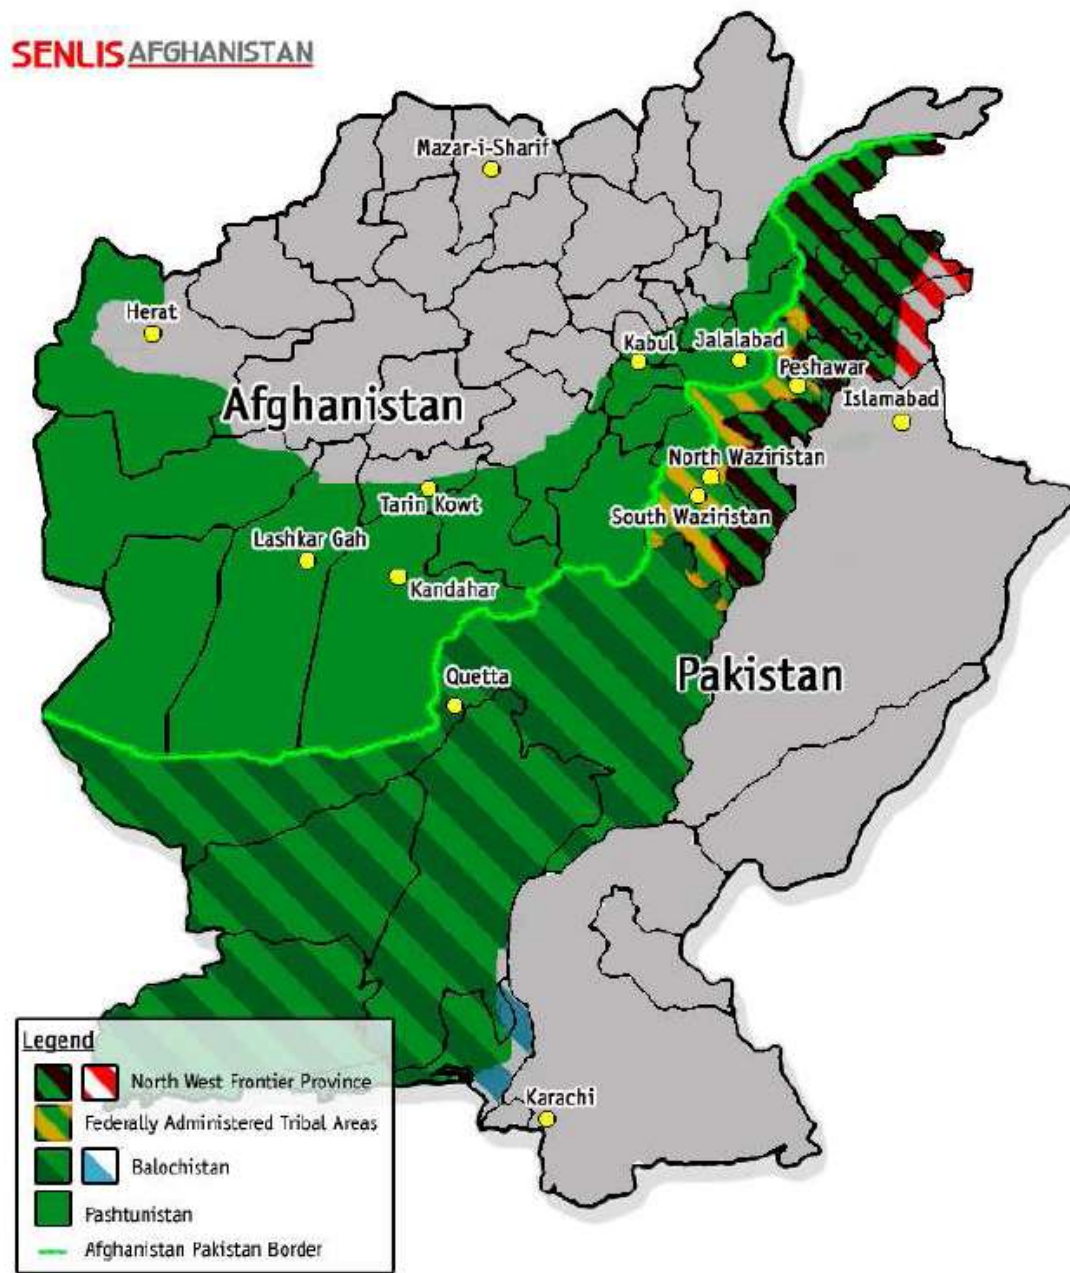 SENLIS AFGHANISTAN
Mazar-i-Sharif
Herat
Kabul
Jalalabad
Peshawar
Islamabad
Afghanistan
North Waziristan
Tarin Kowt
South Waziristan
Lashkar Gah
Kandahar
Quetta
Pakistan
Karachi
Legend
North West Frontier Province
Federally Administered Tribal Areas
Balochistan
Pashtunistan
Afghanistan Pakistan Border